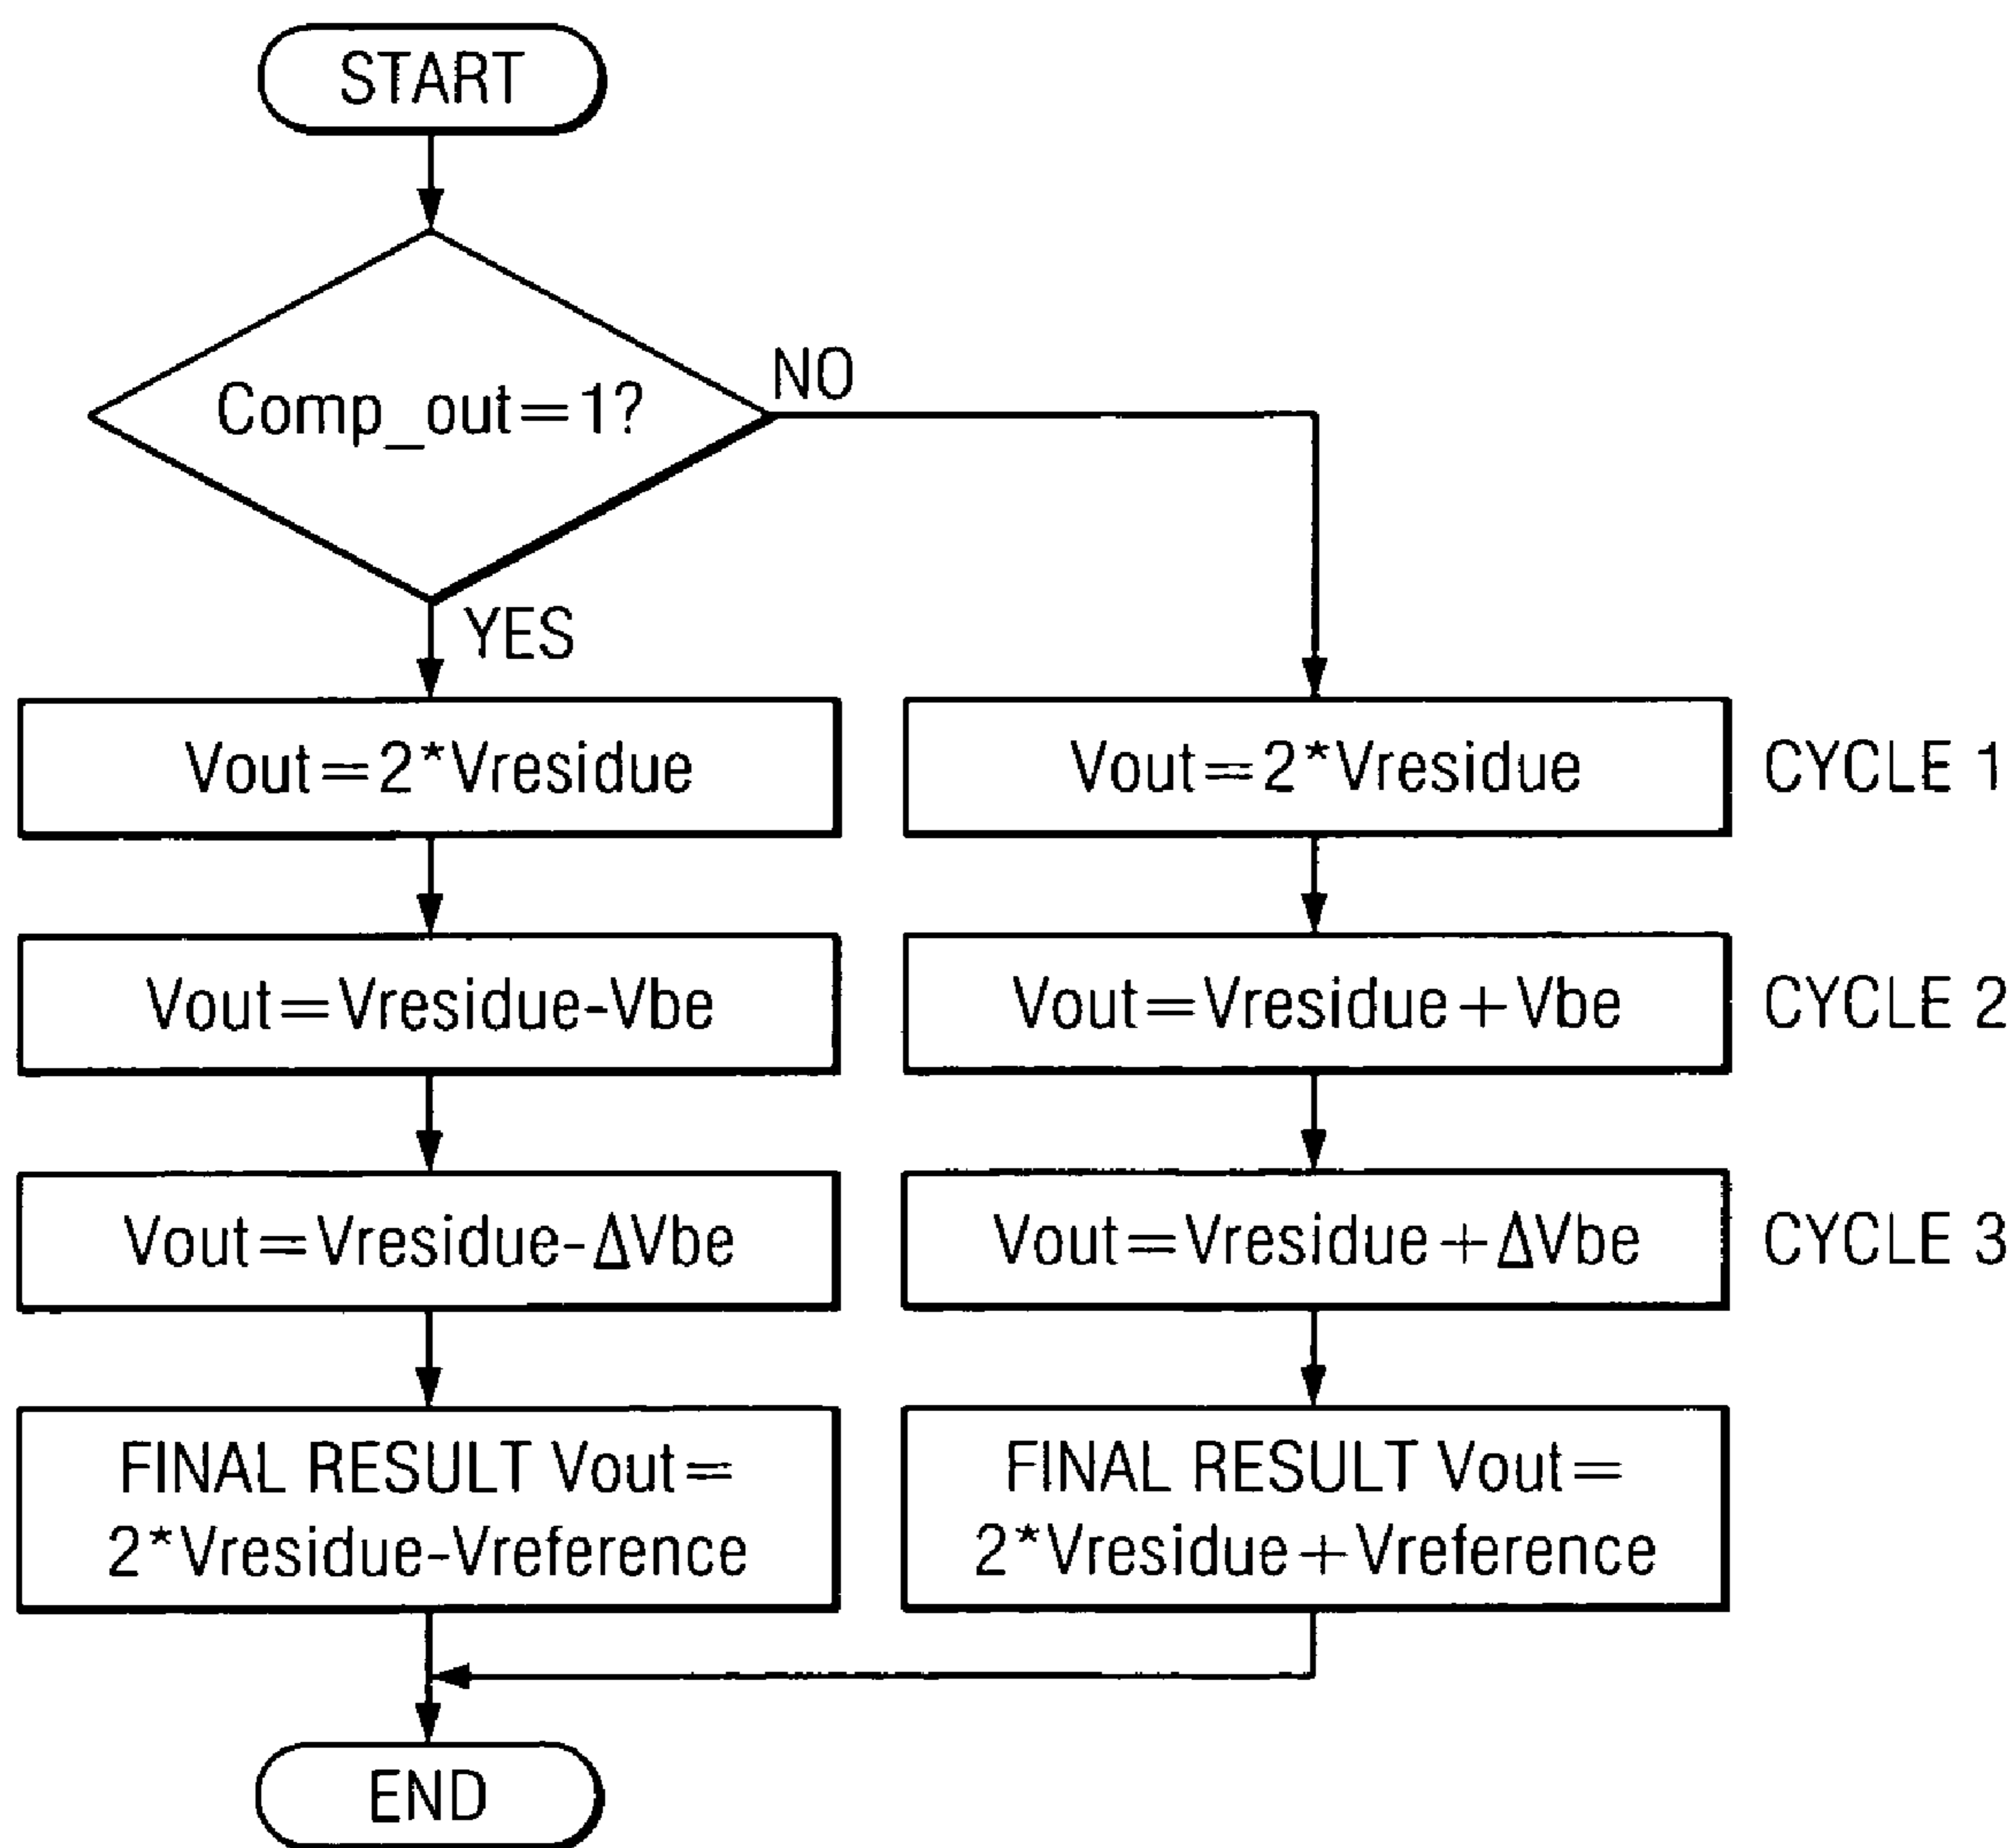 START
Comp_out=1?
NO
YES
Vout=2*Vresidue
Vout=2*Vresidue
CYCLE 1
Vout=Vresidue-Vbe
Vout=Vresidue+Vbe
CYCLE 2
Vout=Vresidue-ΔVbe
Vout=Vresidue+ΔVbe
CYCLE 3
FINAL RESULT Vout=
2*Vresidue-Vreference
FINAL RESULT Vout=
2*Vresidue+Vreference
END